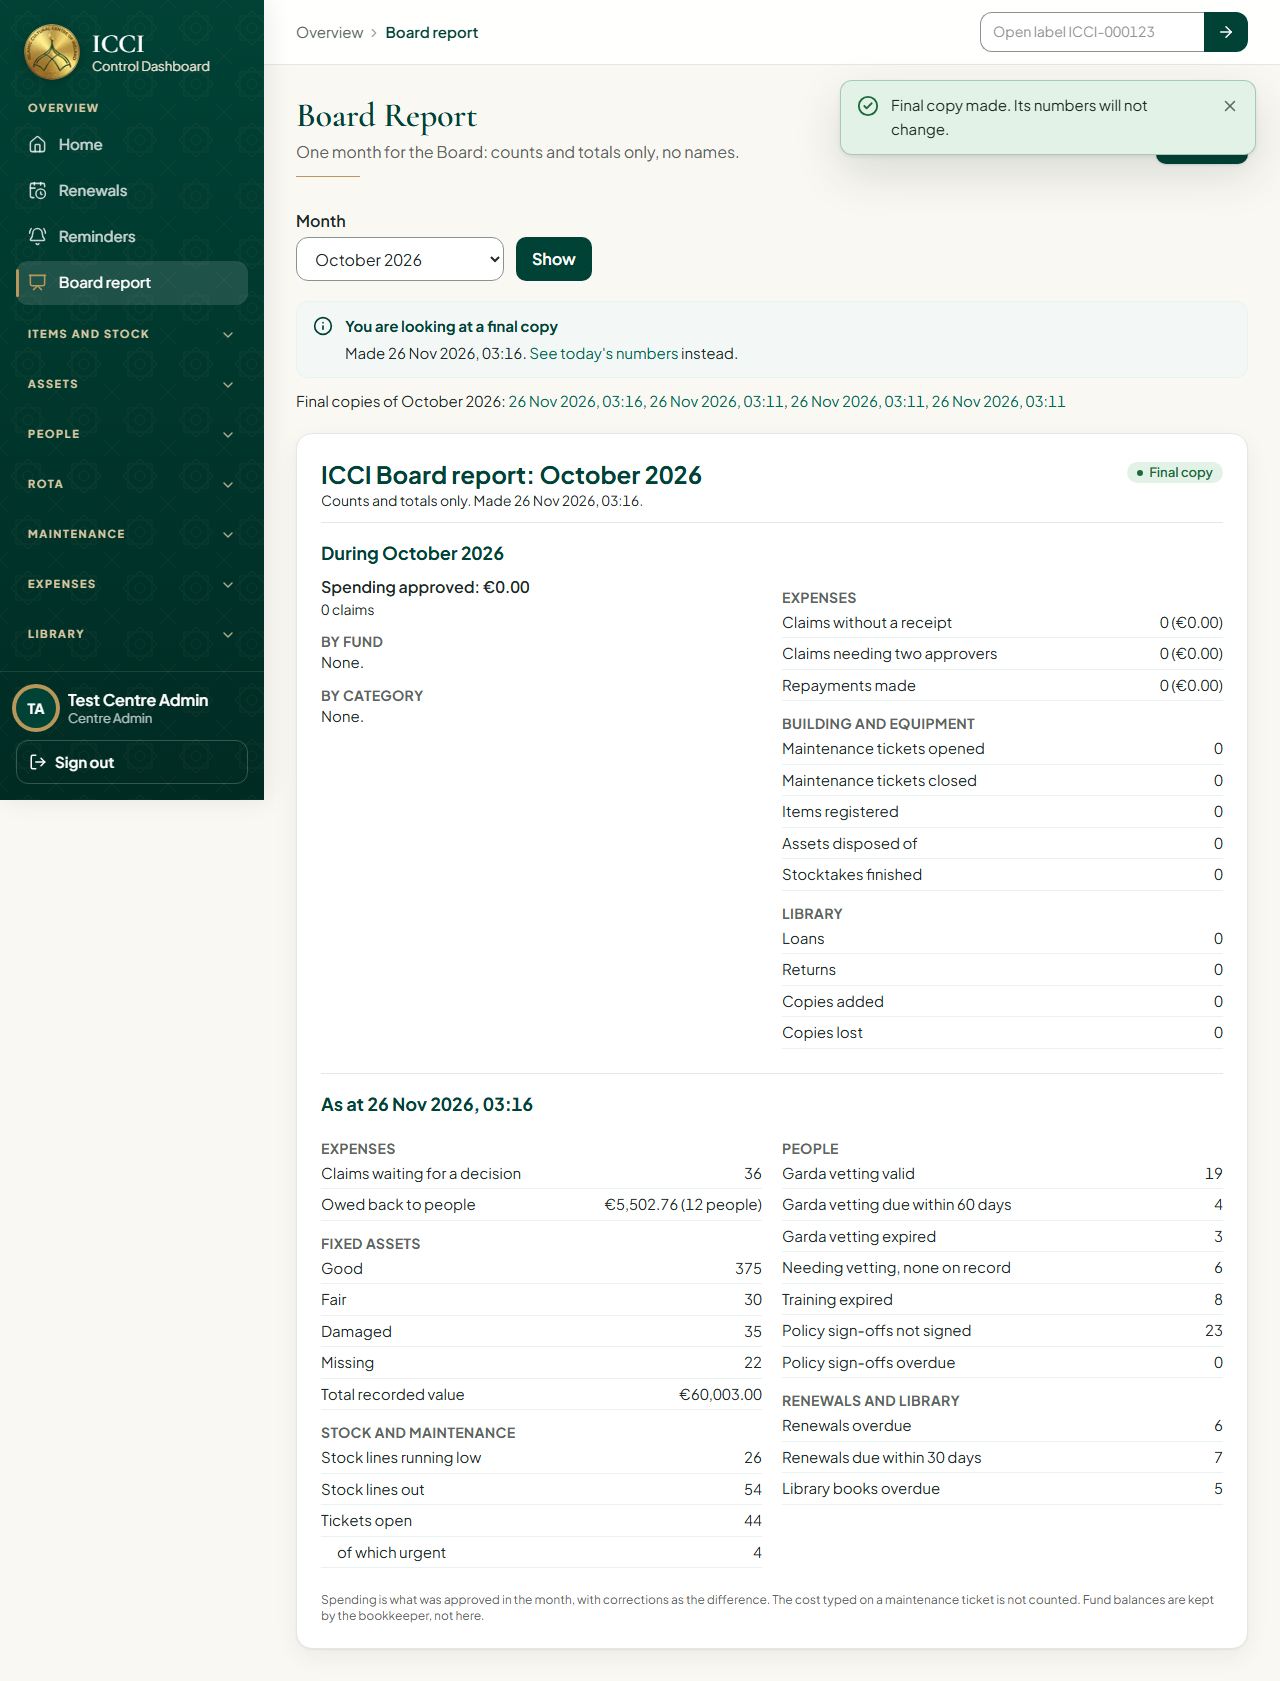 ICCI
Control Dashboard
OVERVIEW
Home
Renewals
Reminders
Board report
ITEMS AND STOCK
ASSETS
PEOPLE
ROTA
MAINTENANCE
EXPENSES
LIBRARY
TA
Test Centre Admin
Centre Admin
Sign out
Overview › Board report
Open label ICCI-000123
Final copy made. Its numbers will not
change.
Board Report
One month for the Board: counts and totals only, no names.
Month
October 2026
Show
You are looking at a final copy
Made 26 Nov 2026, 03:16. See today's numbers instead.
Final copies of October 2026: 26 Nov 2026, 03:16, 26 Nov 2026, 03:11, 26 Nov 2026, 03:11, 26 Nov 2026, 03:11
ICCI Board report: October 2026
Final copy
Counts and totals only. Made 26 Nov 2026, 03:16.
During October 2026
Spending approved: €0.00
0 claims
BY FUND
None.
BY CATEGORY
None.
EXPENSES
Claims without a receipt 0 (€0.00)
Claims needing two approvers 0 (€0.00)
Repayments made 0 (€0.00)
BUILDING AND EQUIPMENT
Maintenance tickets opened 0
Maintenance tickets closed 0
Items registered 0
Assets disposed of 0
Stocktakes finished 0
LIBRARY
Loans 0
Returns 0
Copies added 0
Copies lost 0
As at 26 Nov 2026, 03:16
EXPENSES
Claims waiting for a decision 36
Owed back to people €5,502.76 (12 people)
FIXED ASSETS
Good 375
Fair 30
Damaged 35
Missing 22
Total recorded value €60,003.00
STOCK AND MAINTENANCE
Stock lines running low 26
Stock lines out 54
Tickets open 44
of which urgent 4
PEOPLE
Garda vetting valid 19
Garda vetting due within 60 days 4
Garda vetting expired 3
Needing vetting, none on record 6
Training expired 8
Policy sign-offs not signed 23
Policy sign-offs overdue 0
RENEWALS AND LIBRARY
Renewals overdue 6
Renewals due within 30 days 7
Library books overdue 5
Spending is what was approved in the month, with corrections as the difference. The cost typed on a maintenance ticket is not counted. Fund balances are kept
by the bookkeeper, not here.